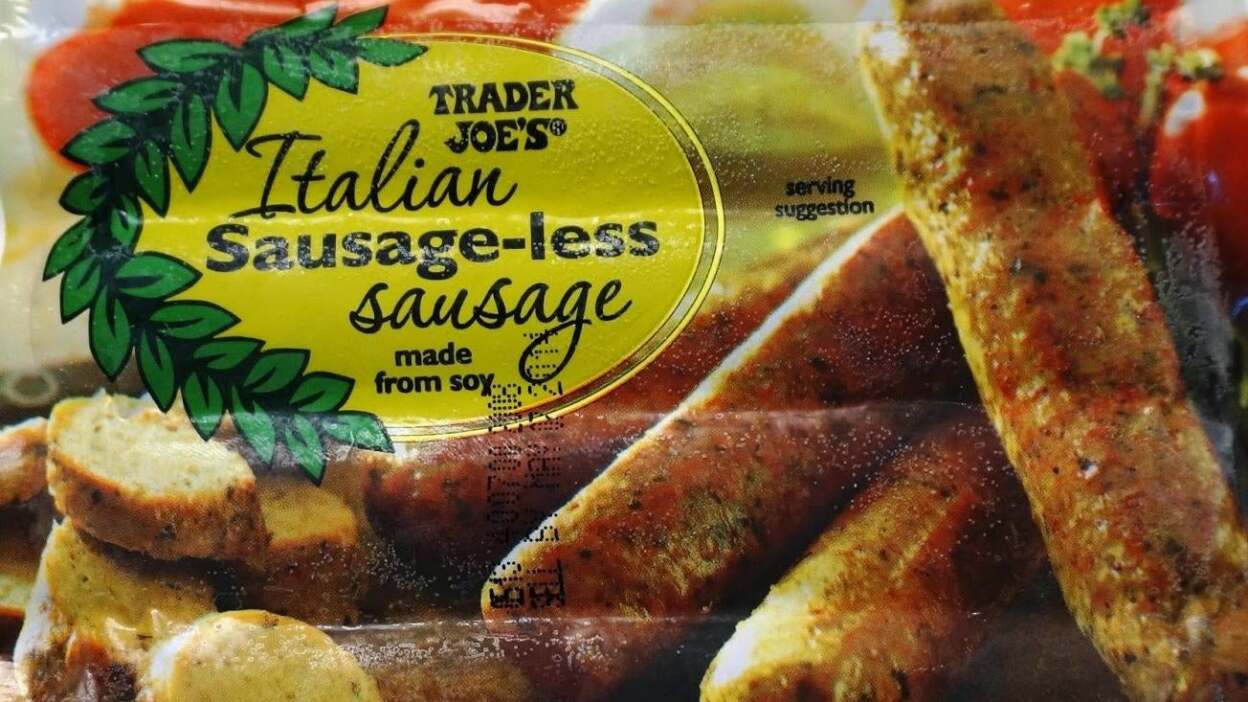 TRADER
JOE'S®
Italian
Sausage-less
sausage
made
from soy
serving
suggestion